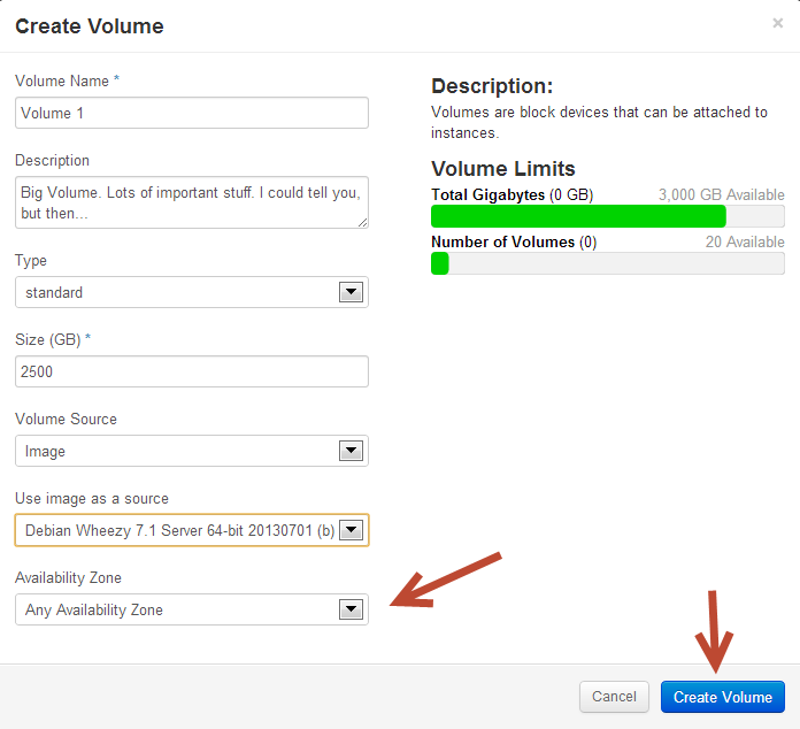 Create Volume
×
Volume Name *
Volume 1
Description
Big Volume. Lots of important stuff. I could tell you,
but then...
Type
standard
Size (GB) *
2500
Volume Source
Image
Use image as a source
Debian Wheezy 7.1 Server 64-bit 20130701 (b)
Availability Zone
Any Availability Zone
Description:
Volumes are block devices that can be attached to
instances.
Volume Limits
Total Gigabytes (0 GB) 3,000 GB Available
Number of Volumes (0) 20 Available
Cancel
Create Volume